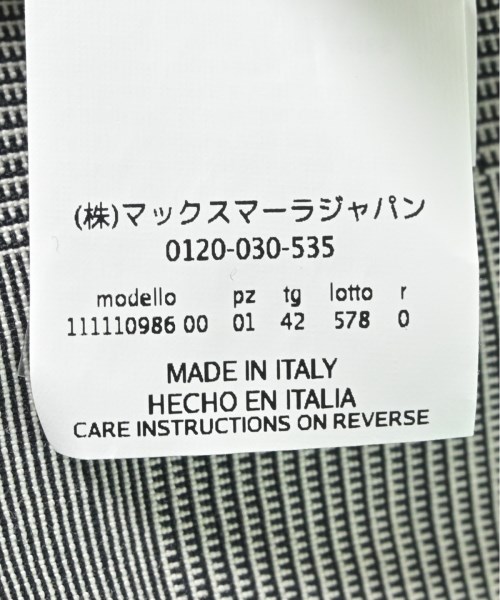 (株)マックスマーラジャパン
0120-030-535
modello pz tg lotto r
111110986 00 01 42 578 0
MADE IN ITALY
HECHO EN ITALIA
CARE INSTRUCTIONS ON REVERSE